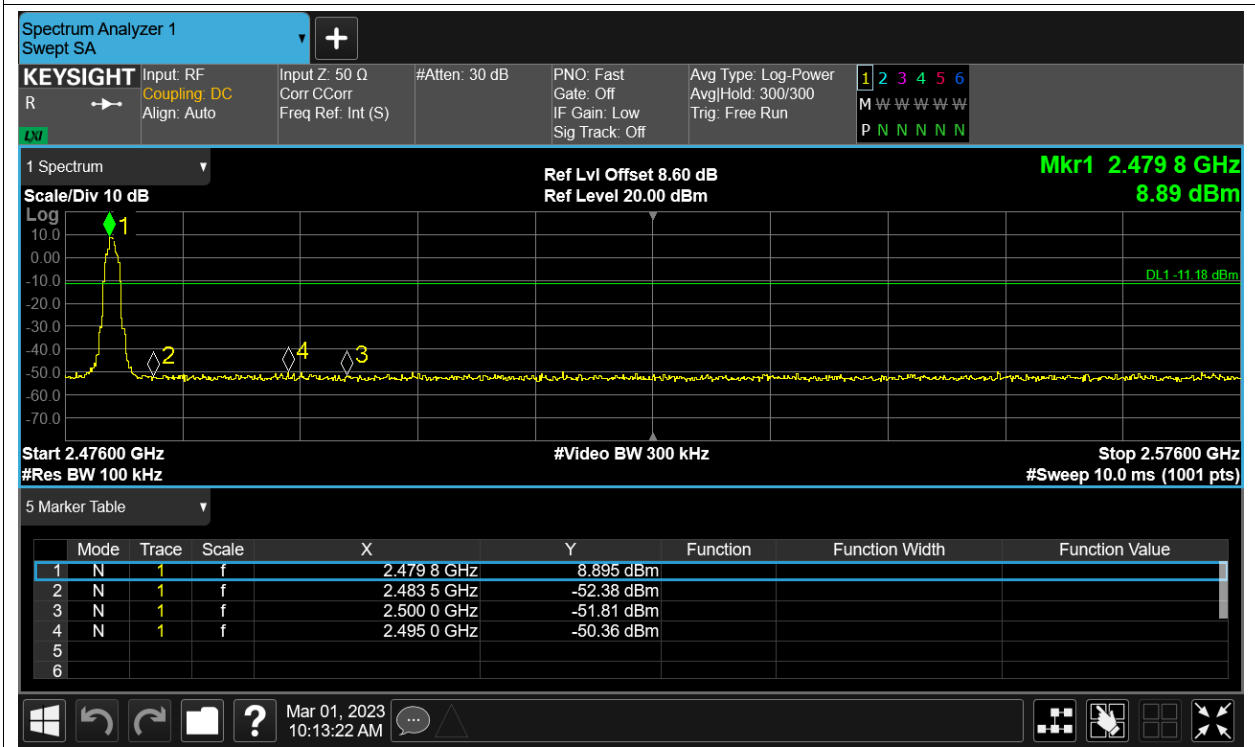 Spectrum Analyzer 1
Swept SA
KEYSIGHT
R
LXI
Input: RF
Coupling: DC
Align: Auto
Input Z: 50 Ω
Corr CCorr
Freq Ref: Int (S)
#Atten: 30 dB
PNO: Fast
Gate: Off
IF Gain: Low
Sig Track: Off
Avg Type: Log-Power
Avg|Hold: 300/300
Trig: Free Run
1 2 3 4 5 6
M W W W W W
P N N N N N
1 Spectrum
Scale/Div 10 dB
Ref Lvl Offset 8.60 dB
Ref Level 20.00 dBm
Mkr1 2.479 8 GHz
8.89 dBm
Log
10.0
0.00
-10.0
-20.0
-30.0
-40.0
-50.0
-60.0
-70.0
1
2
4
3
DL1 -11.18 dBm
Start 2.47600 GHz
#Video BW 300 kHz
Stop 2.57600 GHz
#Res BW 100 kHz
#Sweep 10.0 ms (1001 pts)
5 Marker Table
Mode Trace Scale X Y Function Function Width Function Value
1 N 1 f 2.479 8 GHz 8.895 dBm
2 N 1 f 2.483 5 GHz -52.38 dBm
3 N 1 f 2.500 0 GHz -51.81 dBm
4 N 1 f 2.495 0 GHz -50.36 dBm
5
6
?
Mar 01, 2023
10:13:22 AM